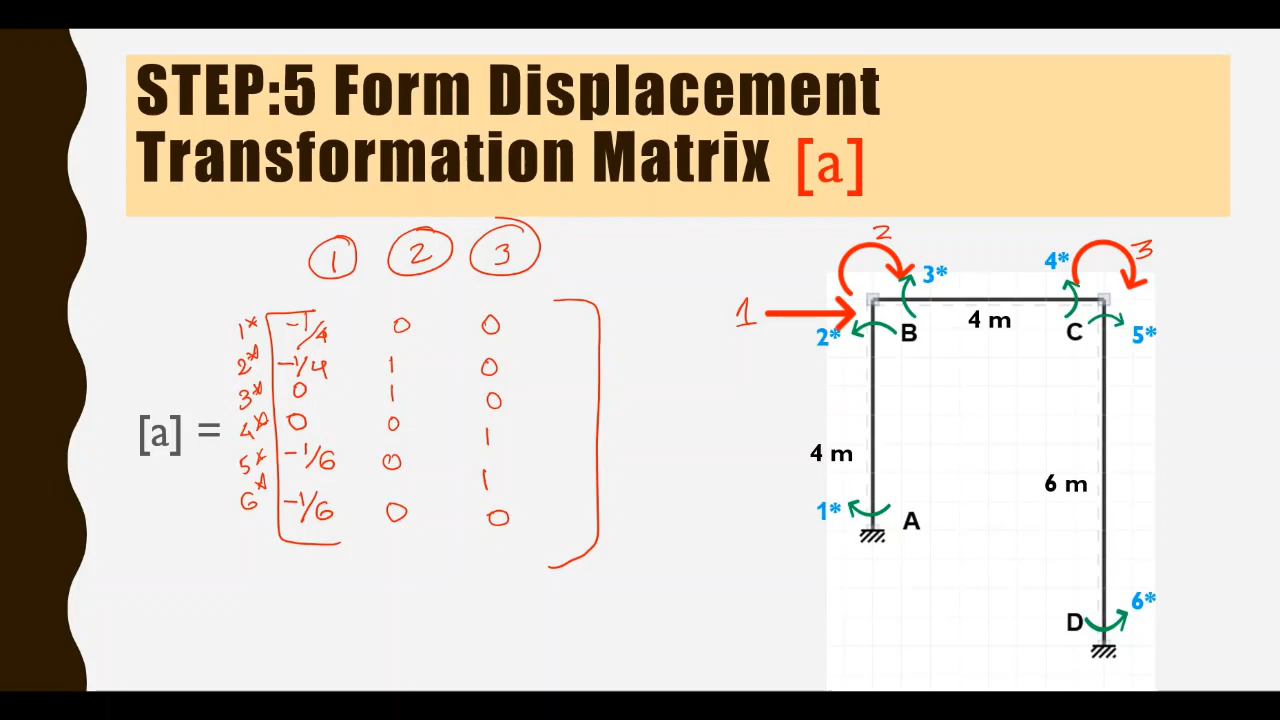 STEP:5 Form Displacement
Transformation Matrix [a]
1 2 3
1* -1/4 0 0
2* -1/4 1 0
3* 0 1 0
[a] = 4* 0 0 1
5* -1/6 0 1
6* -1/6 0 0
2
3
3*
4*
1
2*
B
4 m
C
5*
4 m
6 m
1*
A
D
6*